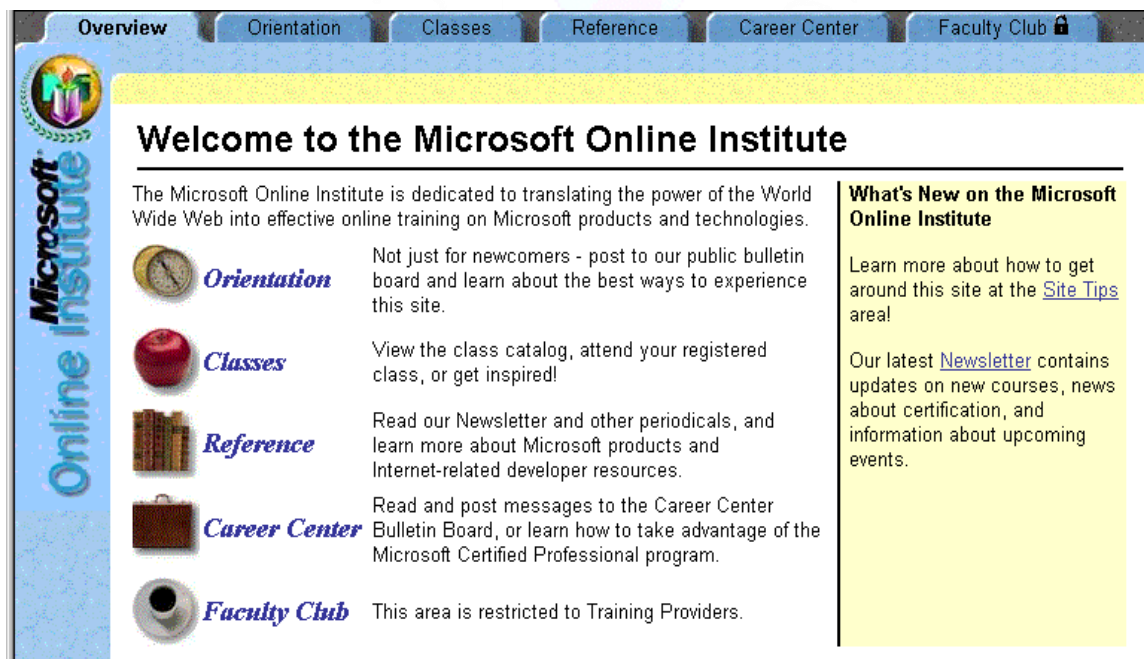 Overview Orientation Classes Reference Career Center Faculty Club
Microsoft
Online Institute
Welcome to the Microsoft Online Institute
The Microsoft Online Institute is dedicated to translating the power of the World
Wide Web into effective online training on Microsoft products and technologies.
Orientation
Not just for newcomers - post to our public bulletin
board and learn about the best ways to experience
this site.
Classes
View the class catalog, attend your registered
class, or get inspired!
Reference
Read our Newsletter and other periodicals, and
learn more about Microsoft products and
Internet-related developer resources.
Career Center
Read and post messages to the Career Center
Bulletin Board, or learn how to take advantage of the
Microsoft Certified Professional program.
Faculty Club
This area is restricted to Training Providers.
What's New on the Microsoft
Online Institute
Learn more about how to get
around this site at the Site Tips
area!
Our latest Newsletter contains
updates on new courses, news
about certification, and
information about upcoming
events.